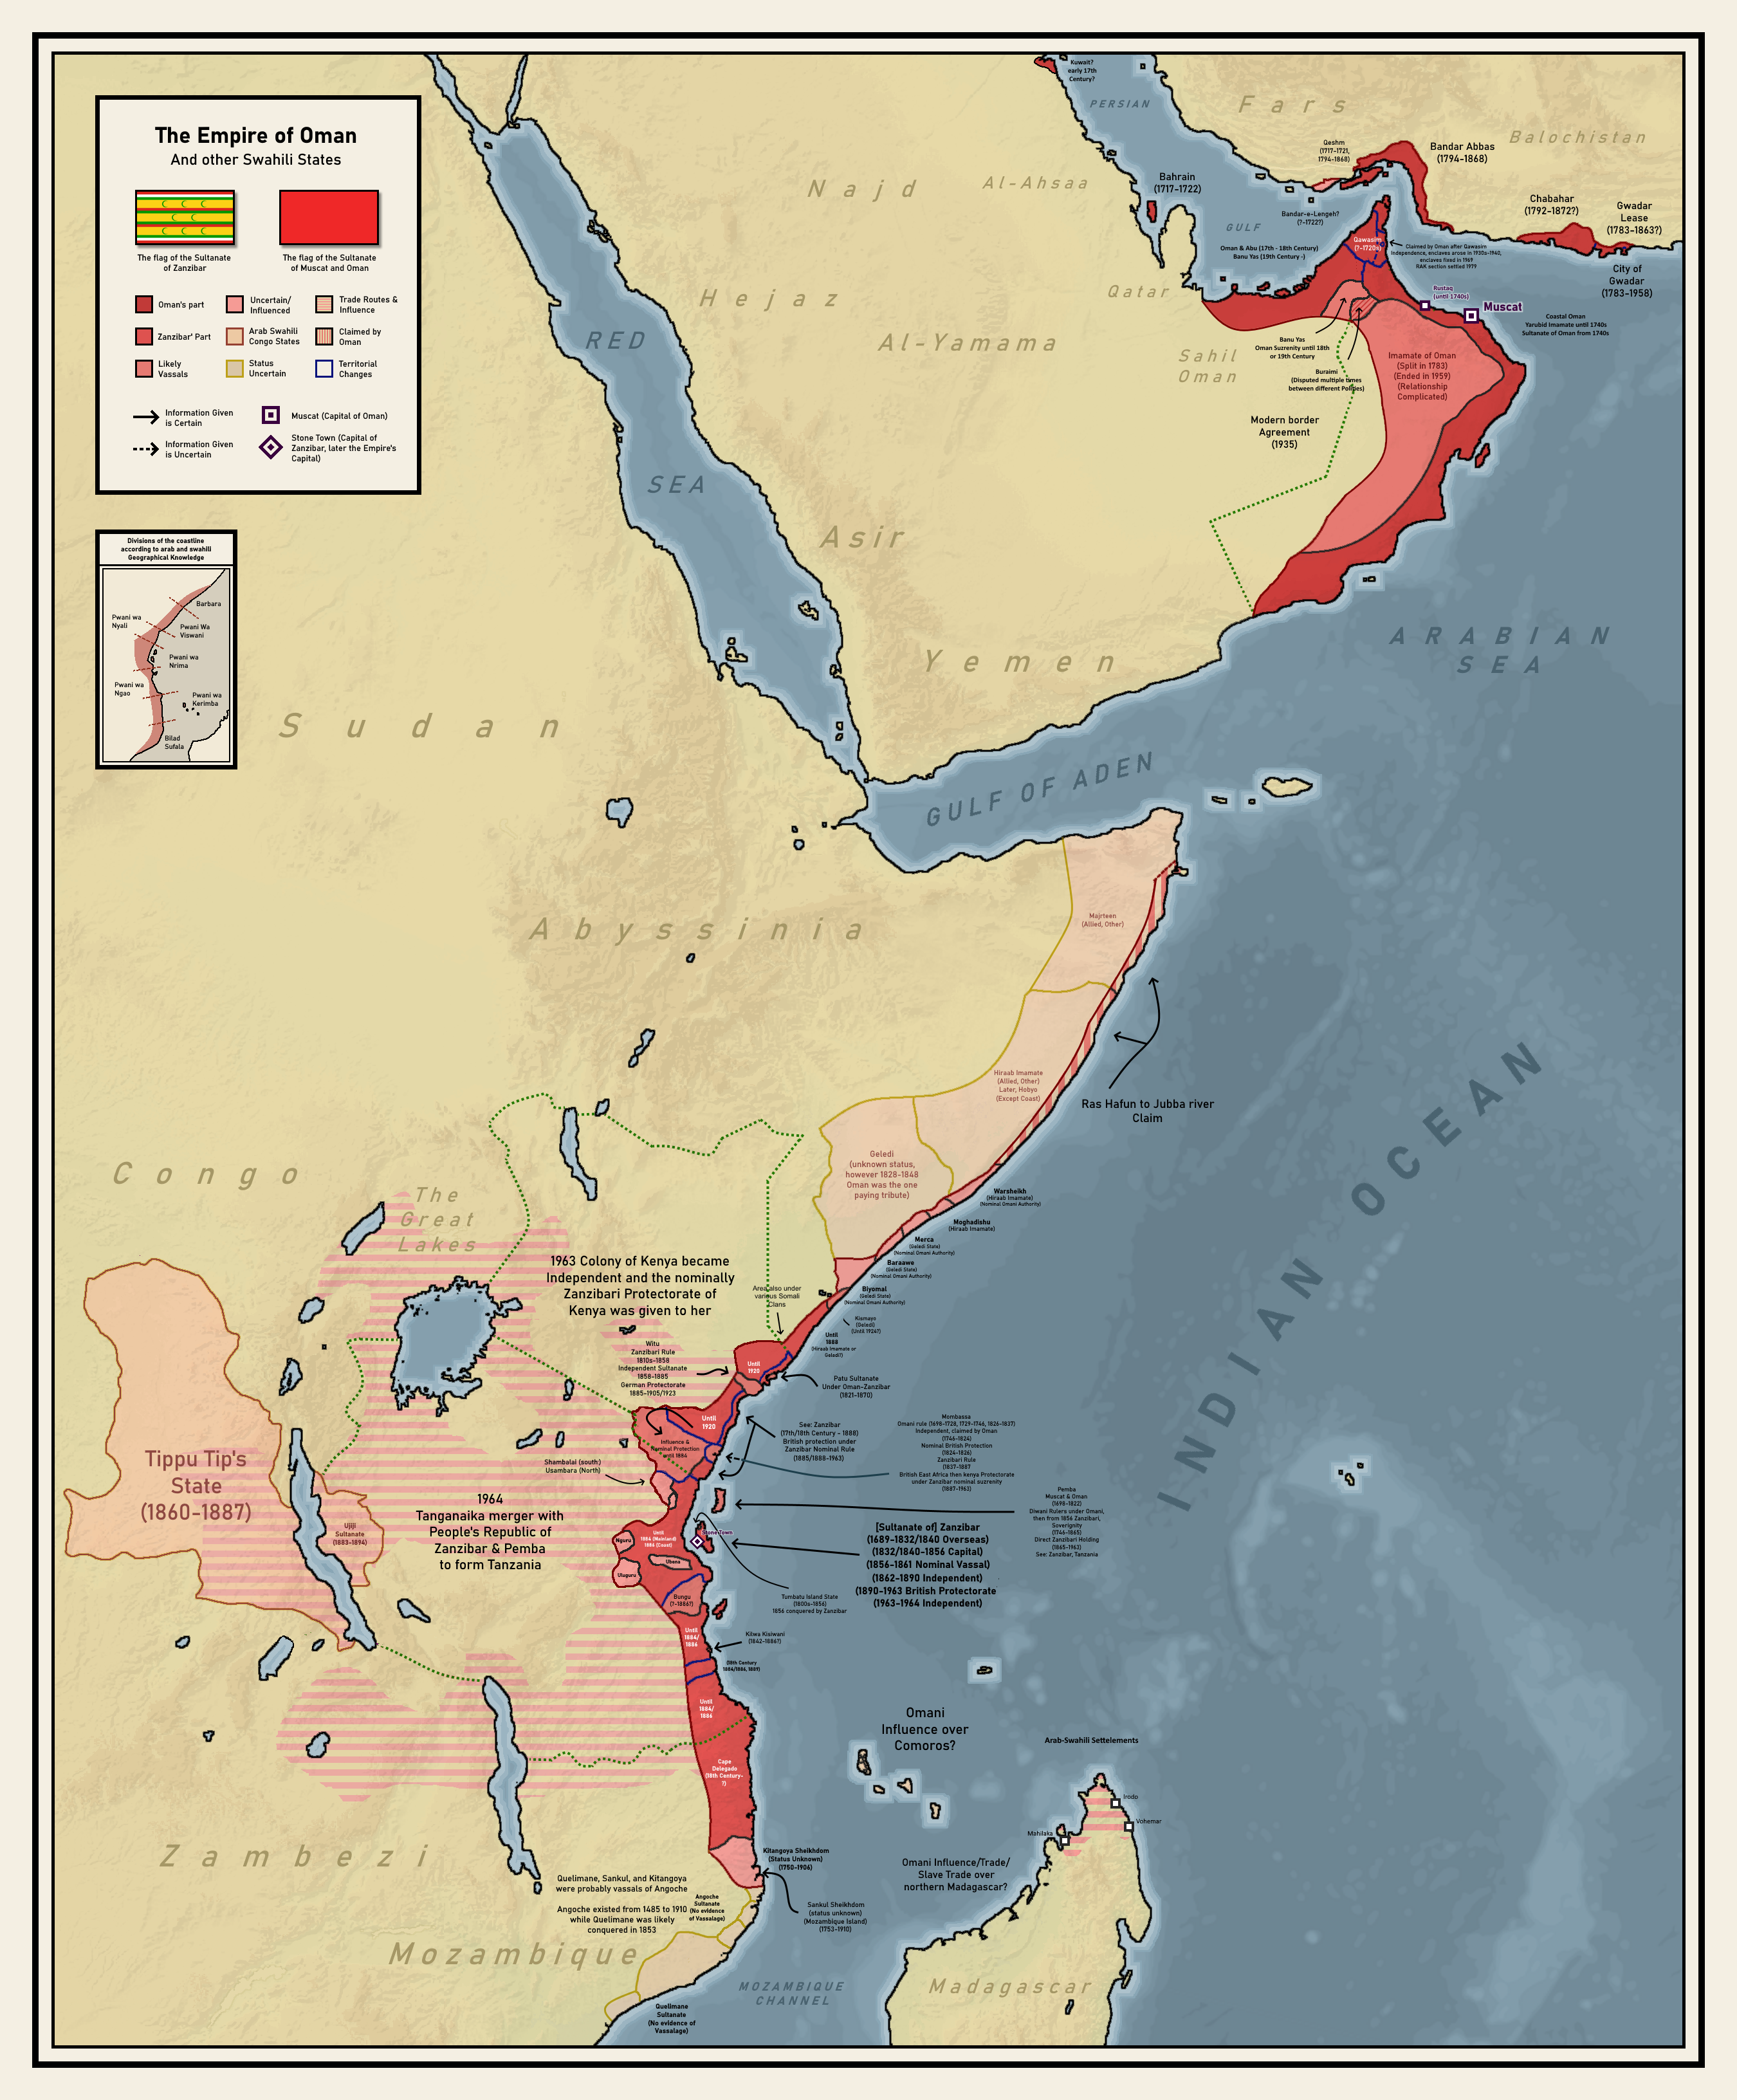 The Empire of Oman
And other Swahili States
The flag of the Sultanate
of Zanzibar
The flag of the Sultanate
of Muscat and Oman
Oman's part
Uncertain/
Influenced
Trade Routes &
Influence
Zanzibar' Part
Arab Swahili
Congo States
Claimed by
Oman
Likely
Vassals
Status
Uncertain
Territorial
Changes
Information Given
is Certain
Muscat (Capital of Oman)
Information Given
is Uncertain
Stone Town (Capital of
Zanzibar, later the Empire's
Capital)
Divisions of the coastline
according to arab and swahili
Geographical Knowledge
Barbara
Pwani wa
Nyali
Pwani Wa
Viswani
Pwani wa
Nrima
Pwani wa
Ngao
Pwani wa
Kerimba
Bilad
Sufala
Kuwait?
early 17th
Century?
PERSIAN
GULF
Fars
Balochistan
Qeshm
(1717-1721,
1794-1868)
Bandar Abbas
(1794-1868)
Bahrain
(1717-1722)
Chabahar
(1792-1872?)
Gwadar
Lease
(1783-1863?)
City of
Gwadar
(1783-1958)
Bandar-e-Lengeh?
(?-1722?)
Oman & Abu (17th - 18th Century)
Banu Yas (19th Century -)
Qawasim
(?-1720s)
Claimed by Oman after Qawasim
Independence, enclaves arose in 1930s-1940,
enclaves fixed in 1969
RAK section settled 1979
Rustaq
(until 1740s)
Muscat
Coastal Oman
Yarubid Imamate until 1740s
Sultanate of Oman from 1740s
Najd
Al-Ahsaa
Hejaz
Qatar
Al-Yamama
Sahil
Oman
Banu Yas
Oman Suzrenity until 18th
or 19th Century
Buraimi
(Disputed multiple times
between different Polities)
Imamate of Oman
(Split in 1783)
(Ended in 1959)
(Relationship
Complicated)
Modern border
Agreement
(1935)
RED
SEA
Asir
Yemen
ARABIAN
SEA
Sudan
GULF OF ADEN
Abyssinia
Majrteen
(Allied, Other)
Hiraab Imamate
(Allied, Other)
Later, Hobyo
(Except Coast)
Ras Hafun to Jubba river
Claim
INDIAN OCEAN
Geledi
(unknown status,
however 1828-1848
Oman was the one
paying tribute)
Warsheikh
(Hiraab Imamate)
(Nominal Omani Authority)
Moghadishu
(Hiraab Imamate)
Merca
(Geledi State)
(Nominal Omani Authority)
Baraawe
(Geledi State)
(Nominal Omani Authority)
Biyomal
(Geledi State)
(Nominal Omani Authority)
Kismayo
(Geledi)
(Until 1924?)
Until
1888
(Hiraab Imamate or
Geledi?)
Congo
The
Great
Lakes
1963 Colony of Kenya became
Independent and the nominally
Zanzibari Protectorate of
Kenya was given to her
Area also under
various Somali
Clans
Witu
Zanzibari Rule
1810s-1858
Independent Sultanate
1858-1885
German Protectorate
1885-1905/1923
Until
1920
Patu Sultanate
Under Oman-Zanzibar
(1821-1870)
Until
1920
Influence &
Nominal Protection
until 1884
See: Zanzibar
(17th/18th Century - 1888)
British protection under
Zanzibar Nominal Rule
(1885/1888-1963)
Mombassa
Omani rule (1698-1728, 1729-1746, 1826-1837)
Independent, claimed by Oman
(1746-1824)
Nominal British Protection
(1824-1826)
Zanzibari Rule
(1837-1887
British East Africa then kenya Protectorate
under Zanzibar nominal suzrenity
(1887-1963)
Shambalai (south)
Usambara (North)
Tippu Tip's
State
(1860-1887)
Ujiji
Sultanate
(1883-1894)
1964
Tanganaika merger with
People's Republic of
Zanzibar & Pemba
to form Tanzania
Pemba
Muscat & Oman
(1698-1822)
Diwani Rulers under Omani,
then from 1856 Zanzibari,
Soverignity
(1746-1865)
Direct Zanzibari Holding
(1865-1963)
See: Zanzibar, Tanzania
Stone Town
[Sultanate of] Zanzibar
(1689-1832/1840 Overseas)
(1832/1840-1856 Capital)
(1856-1861 Nominal Vassal)
(1862-1890 Independent)
(1890-1963 British Protectorate
(1963-1964 Independent)
Until
1884 (Mainland)
1886 (Coast)
Nguru
Ubena
Uluguru
Bungu
(?-1886?)
Tumbatu Island State
(1800s-1856)
1856 conquered by Zanzibar
Until
1884/
1886
Kilwa Kisiwani
(1842-1886?)
(18th Century
1884/1886, 1889)
Until
1884/
1886
Cape
Delegado
(18th Century-
?)
Omani
Influence over
Comoros?
Arab-Swahili Settelements
Irodo
Vohemar
Mahilaka
Omani Influence/Trade/
Slave Trade over
northern Madagascar?
Zambezi
Kitangoya Sheikhdom
(Status Unknown)
(1750-1906)
Quelimane, Sankul, and Kitangoya
were probably vassals of Angoche
Angoche existed from 1485 to 1910
while Quelimane was likely
conquered in 1853
Angoche
Sultanate
(No evidence
of Vassalage)
Sankul Sheikhdom
(status unknown)
(Mozambique Island)
(1753-1910)
Mozambique
MOZAMBIQUE
CHANNEL
Madagascar
Quelimane
Sultanate
(No evidence of
Vassalage)